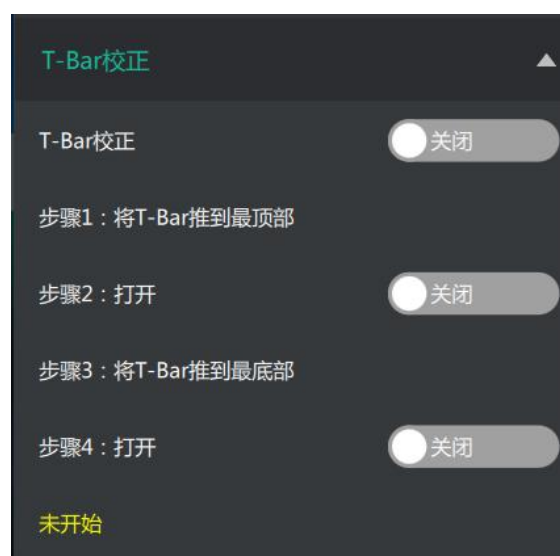 T-Bar校正
T-Bar校正 关闭
步骤1：将T-Bar推到最顶部
步骤2：打开 关闭
步骤3：将T-Bar推到最底部
步骤4：打开 关闭
未开始